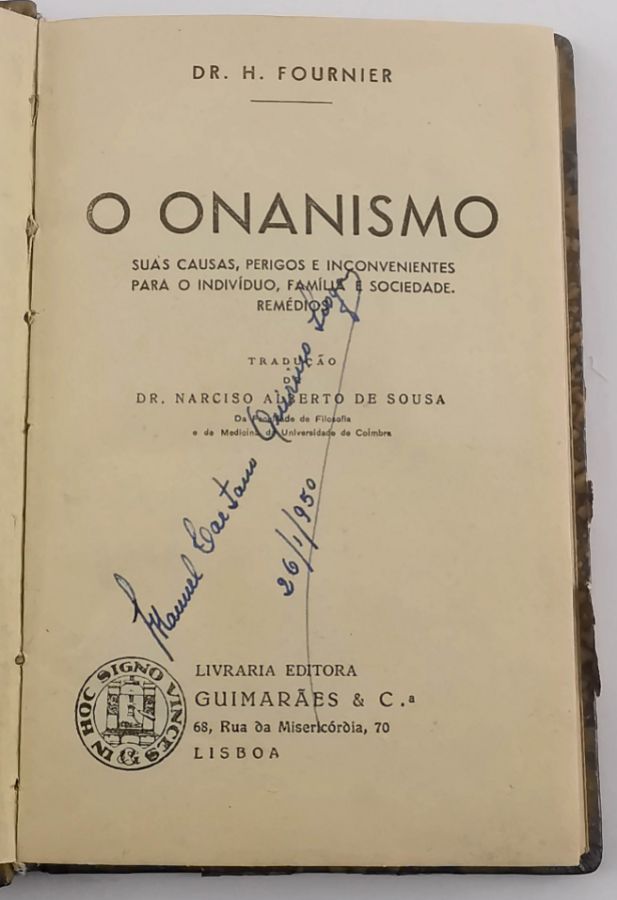 DR. H. FOURNIER
O ONANISMO
SUAS CAUSAS, PERIGOS E INCONVENIENTES
PARA O INDIVÍDUO, FAMÍLIA E SOCIEDADE.
REMÉDIOS
TRADUÇÃO
DO
DR. NARCISO ALBERTO DE SOUSA
Da Faculdade de Filosofia
e de Medicina da Universidade de Coimbra
Manuel Caetano
26/1/950
IN HOC SIGNO VINCES
&
LIVRARIA EDITORA
GUIMARÃES & C.ª
68, Rua da Misericórdia, 70
LISBOA